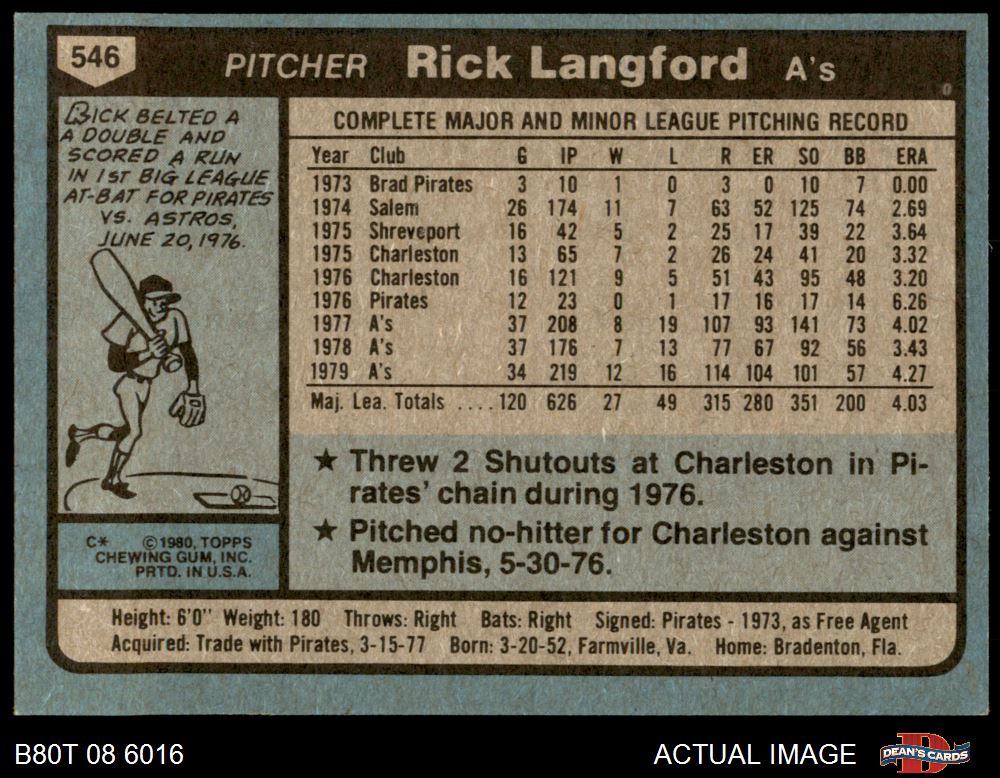 546
PITCHER Rick Langford A's
RICK BELTED A
A DOUBLE AND
SCORED A RUN
IN 1ST BIG LEAGUE
AT-BAT FOR PIRATES
VS. ASTROS,
JUNE 20, 1976.
C* ©1980, TOPPS
CHEWING GUM, INC.
PRTD. IN U.S.A.
COMPLETE MAJOR AND MINOR LEAGUE PITCHING RECORD
Year Club G IP W L R ER SO BB ERA
1973 Brad Pirates 3 10 1 0 3 0 10 7 0.00
1974 Salem 26 174 11 7 63 52 125 74 2.69
1975 Shreveport 16 42 5 2 25 17 39 22 3.64
1975 Charleston 13 65 7 2 26 24 41 20 3.32
1976 Charleston 16 121 9 5 51 43 95 48 3.20
1976 Pirates 12 23 0 1 17 16 17 14 6.26
1977 A's 37 208 8 19 107 93 141 73 4.02
1978 A's 37 176 7 13 77 67 92 56 3.43
1979 A's 34 219 12 16 114 104 101 57 4.27
Maj. Lea. Totals ....120 626 27 49 315 280 351 200 4.03
★ Threw 2 Shutouts at Charleston in Pi-
rates' chain during 1976.
★ Pitched no-hitter for Charleston against
Memphis, 5-30-76.
Height: 6'0" Weight: 180 Throws: Right Bats: Right Signed: Pirates - 1973, as Free Agent
Acquired: Trade with Pirates, 3-15-77 Born: 3-20-52, Farmville, Va. Home: Bradenton, Fla.
B80T 08 6016 ACTUAL IMAGE DEAN'S CARDS